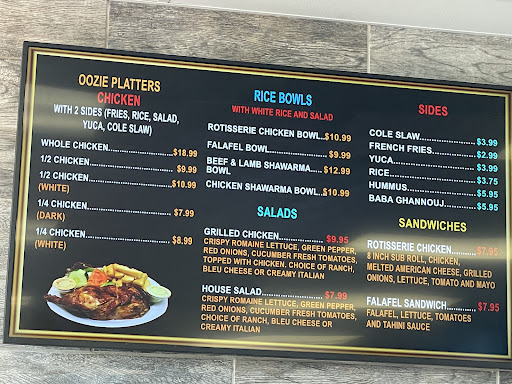 OOZIE PLATTERS
CHICKEN
WITH 2 SIDES (FRIES, RICE, SALAD,
YUCA, COLE SLAW)
WHOLE CHICKEN....................$18.99
1/2 CHICKEN..........................$9.99
1/2 CHICKEN.........................$10.99
(WHITE)
1/4 CHICKEN..........................$7.99
(DARK)
1/4 CHICKEN..........................$8.99
(WHITE)
RICE BOWLS
WITH WHITE RICE AND SALAD
ROTISSERIE CHICKEN BOWL..$10.99
FALAFEL BOWL....................$9.99
BEEF & LAMB SHAWARMA.....$12.99
BOWL
CHICKEN SHAWARMA BOWL..$10.99
SALADS
GRILLED CHICKEN....................$9.95
CRISPY ROMAINE LETTUCE, GREEN PEPPER,
RED ONIONS, CUCUMBER FRESH TOMATOES,
TOPPED WITH CHICKEN. CHOICE OF RANCH,
BLEU CHEESE OR CREAMY ITALIAN
HOUSE SALAD....................$7.99
CRISPY ROMAINE LETTUCE, GREEN PEPPER,
RED ONIONS, CUCUMBER FRESH TOMATOES,
CHOICE OF RANCH, BLEU CHEESE OR
CREAMY ITALIAN
SIDES
COLE SLAW....................$3.99
FRENCH FRIES................$2.99
YUCA..............................$3.99
RICE...............................$3.75
HUMMUS.......................$5.95
BABA GHANNOUJ............$5.95
SANDWICHES
ROTISSERIE CHICKEN.......$7.95
8 INCH SUB ROLL, CHICKEN,
MELTED AMERICAN CHEESE, GRILLED
ONIONS, LETTUCE, TOMATO AND MAYO
FALAFEL SANDWICH........$7.95
FALAFEL, LETTUCE, TOMATOES
AND TAHINI SAUCE